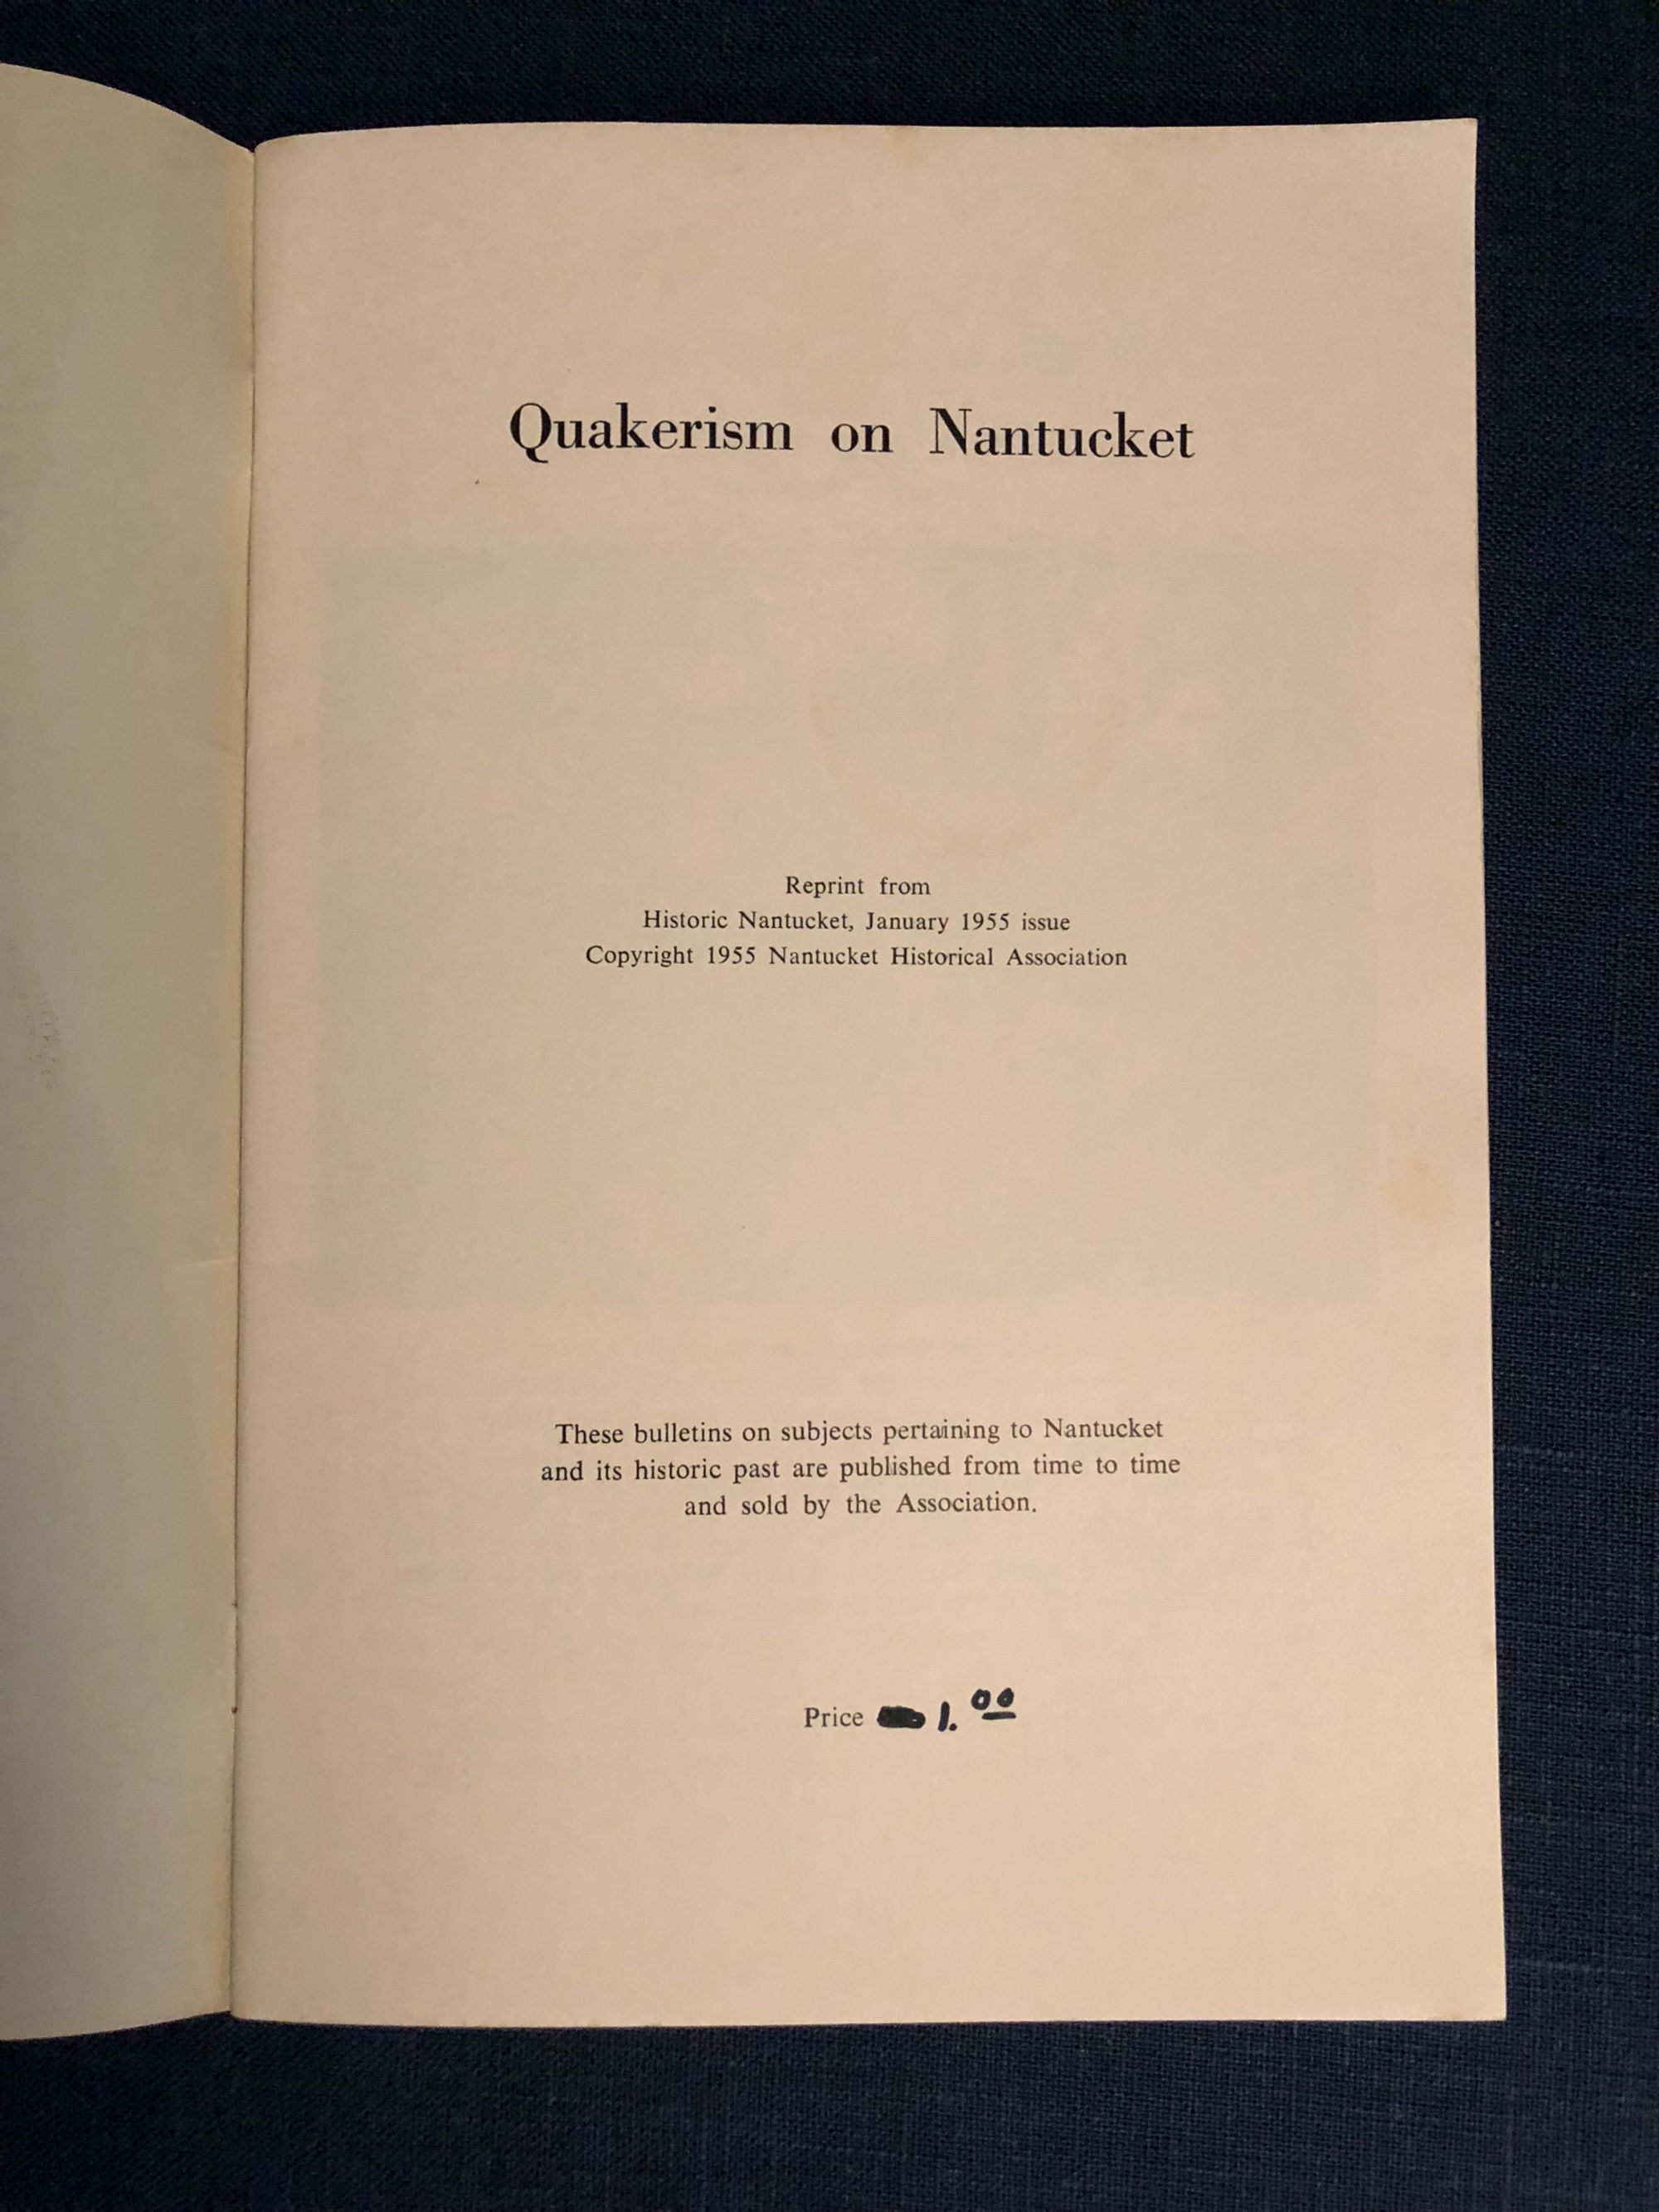 Quakerism on Nantucket
Reprint from
Historic Nantucket, January 1955 issue
Copyright 1955 Nantucket Historical Association
These bulletins on subjects pertaining to Nantucket
and its historic past are published from time to time
and sold by the Association.
Price 1.00